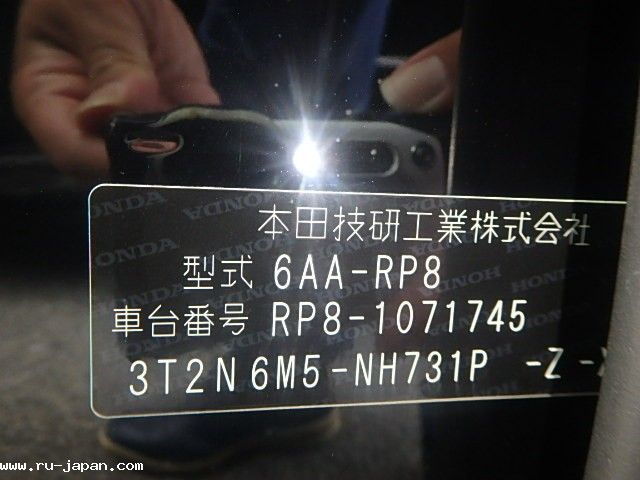 本田技研工業株式会社
型式 6AA-RP8
車台番号 RP8-1071745
3T2N6M5-NH731P -Z -
www.ru-japan.com